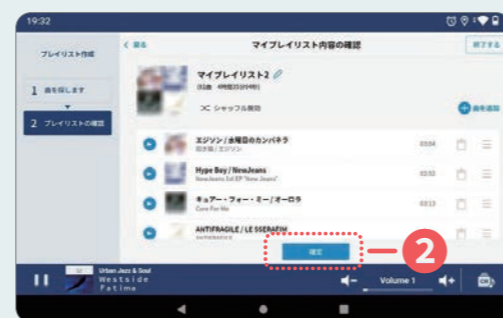 19:32
プレイリスト作成
1 曲を探します
2 プレイリストの確認
戻る
マイプレイリスト内容の確認
終了する
マイプレイリスト2
シャッフル無効
曲を追加
エジソン / 水曜日のカンパネラ
03:04
Hype Boy / NewJeans
NewJeans 1st EP 'New Jeans'
キュアー・フォー・ミー / オーロラ
Cure For Me
03:13
ANTIFRAGILE / LE SSERAFIM
確定
2
Urban Jazz & Soul
Westside
Fatima
Volume 1